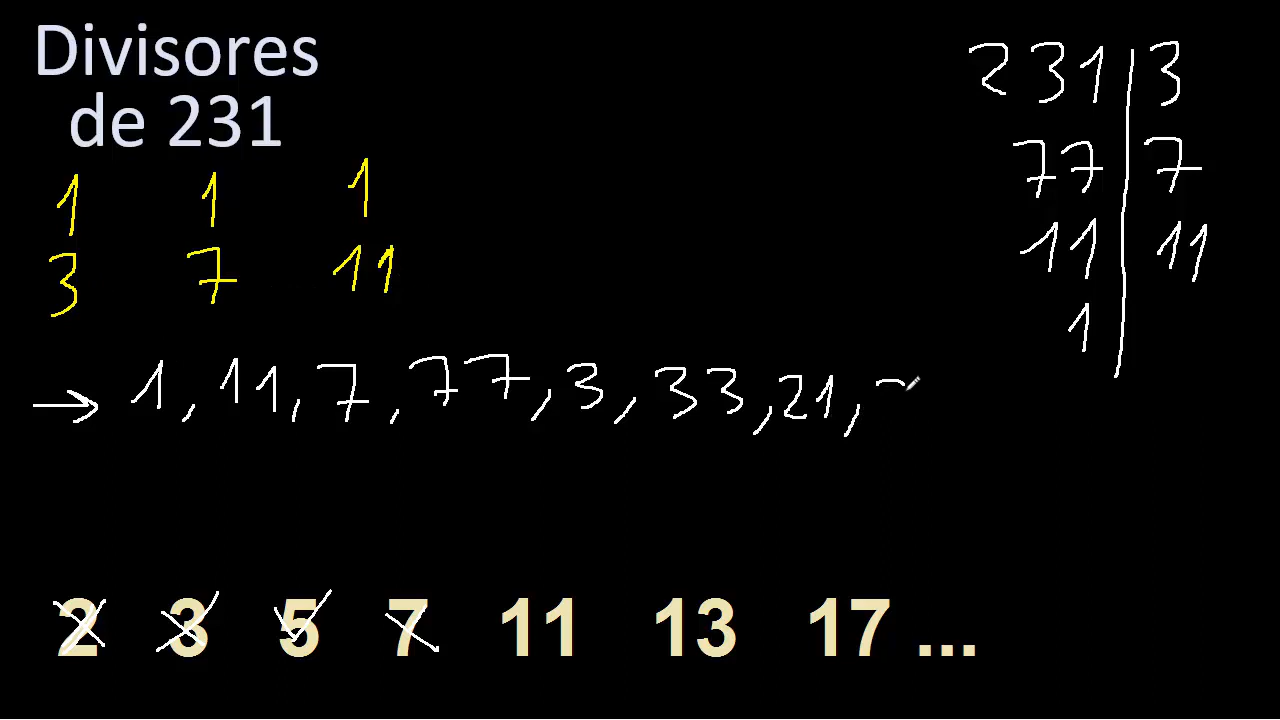 Divisores
de 231
231 | 3
77 | 7
11 | 11
1 |
1 1 1
3 7 11
→ 1, 11, 7, 77, 3, 33, 21,
2 3 5 7 11 13 17 ...